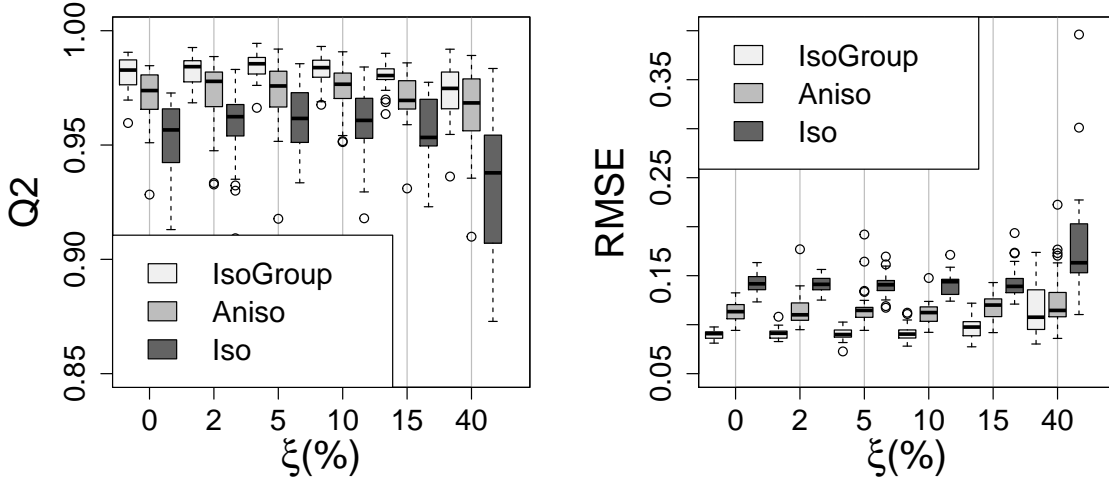 1.00
0.95
0.90
0.85
Q2
IsoGroup
Aniso
Iso
0 2 5 10 15 40
ξ(%)
0.35
0.25
0.15
0.05
RMSE
IsoGroup
Aniso
Iso
0 2 5 10 15 40
ξ(%)